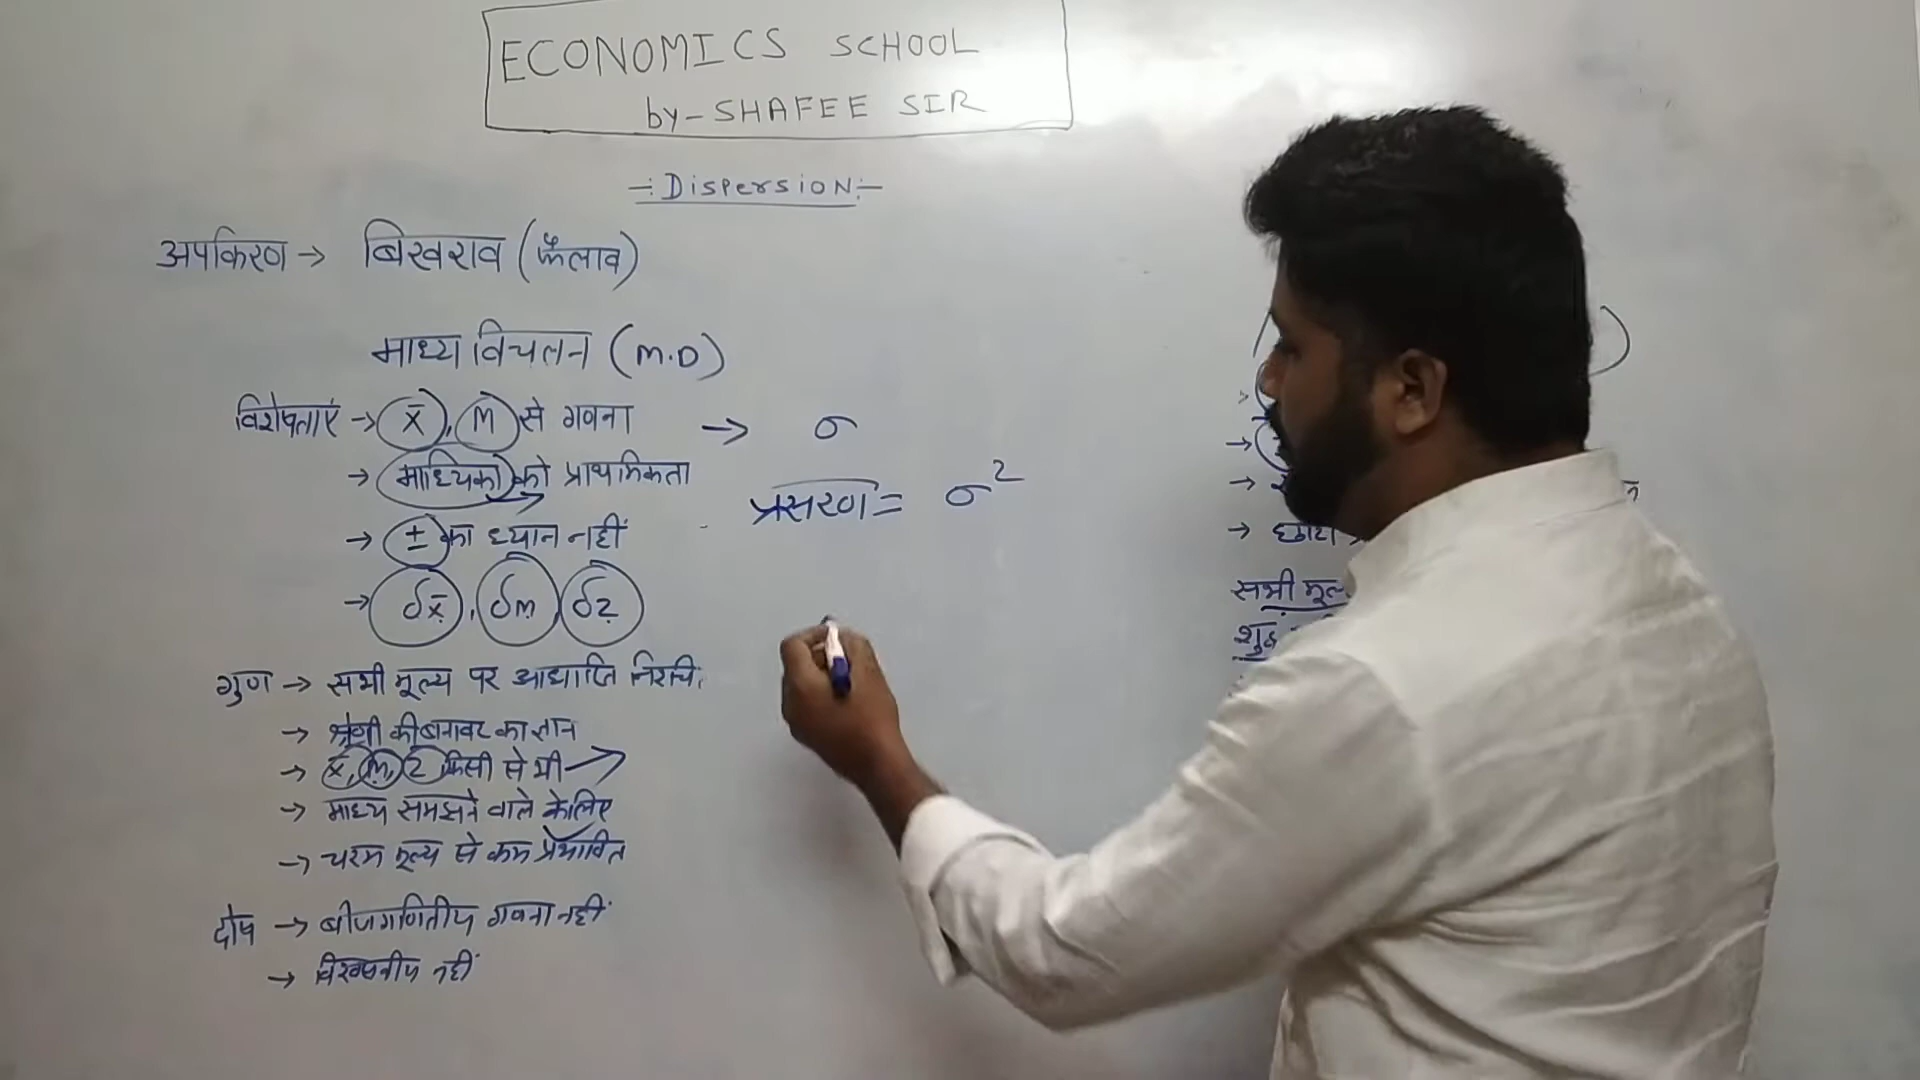 ECONOMICS SCHOOL
by-SHAFEE SIR
-: Dispersion :-
अपकिरण → बिखराव (फैलाव)
माध्य विचलन (M.D)
विशेषताएं → X̄, M से गणना
→ माध्यिका को प्राथमिकता
→ ± का ध्यान नहीं
→ δx̄, δm, δz
गुण → सभी मूल्य पर आधारित
→ श्रेणी की बनावट का ज्ञान
→ x̄, m, z किसी से भी
→ माध्य समझने वाले के लिए
→ चरम मूल्य से कम प्रभावित
दोष → बीजगणितीय गणना नहीं
→ विश्वसनीय नहीं
→ σ
प्रसरण = σ²
सभी